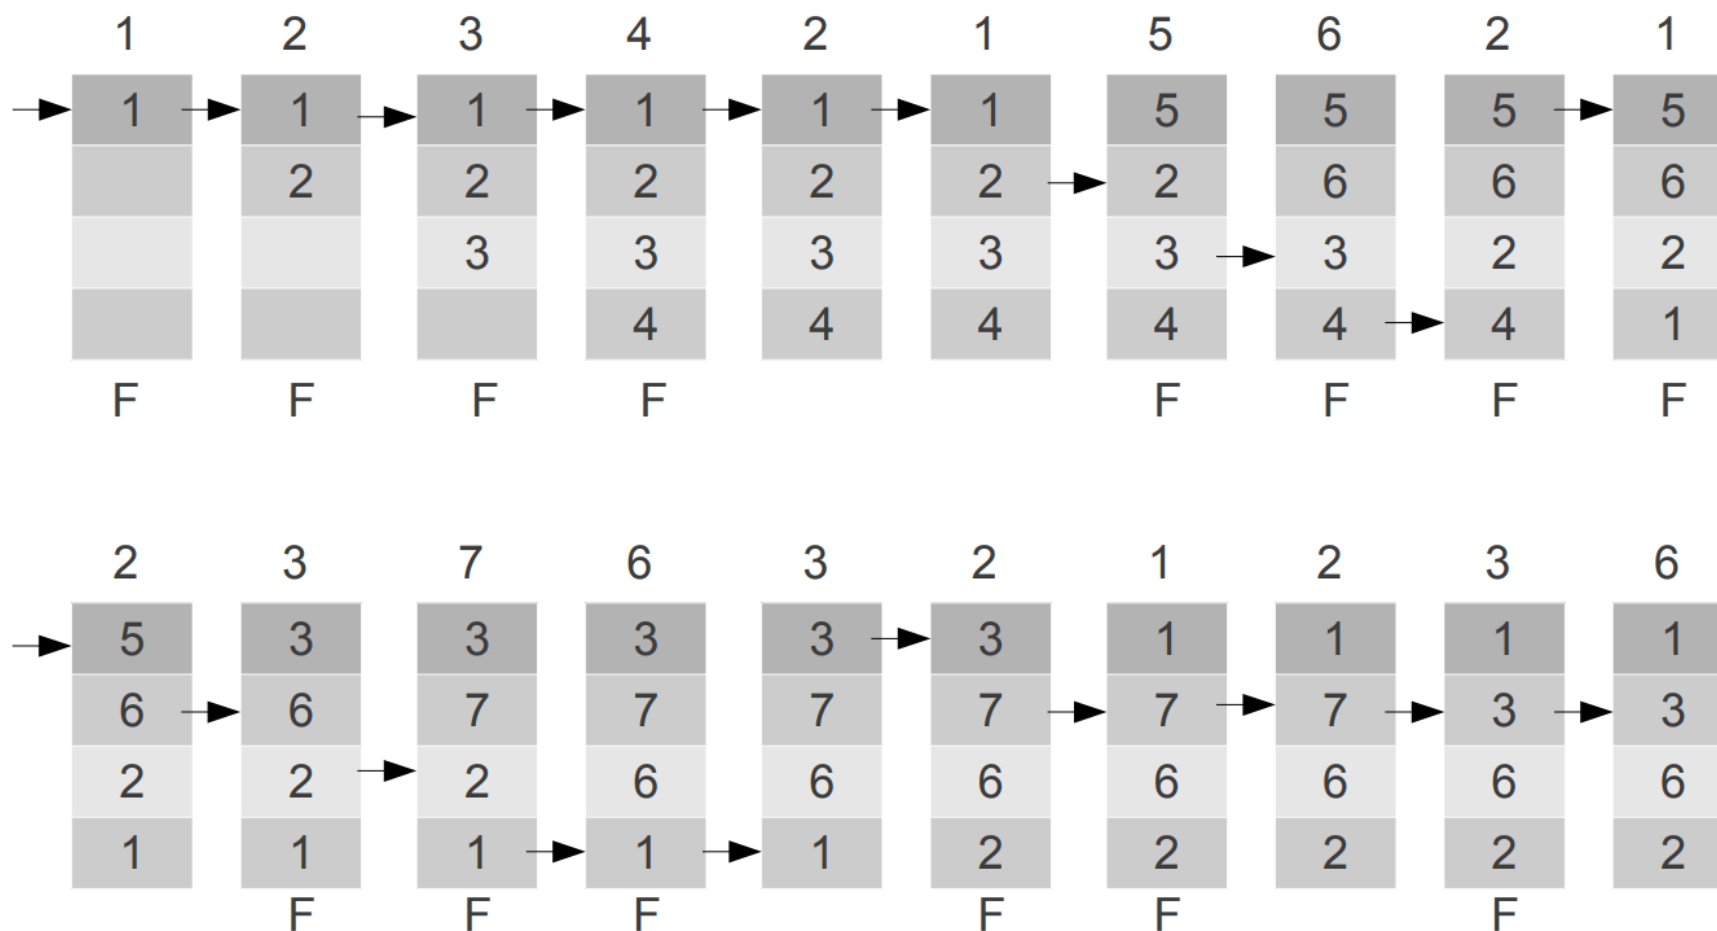 1 2 3 4 2 1 5 6 2 1
1 1 1 1 1 1 5 5 5 5
2 2 2 2 2 2 6 6 6
3 3 3 3 3 3 2 2
4 4 4 4 4 4 1
F F F F F F F F
2 3 7 6 3 2 1 2 3 6
5 3 3 3 3 3 1 1 1 1
6 6 7 7 7 7 7 7 3 3
2 2 2 6 6 6 6 6 6 6
1 1 1 1 1 2 2 2 2 2
F F F F F F